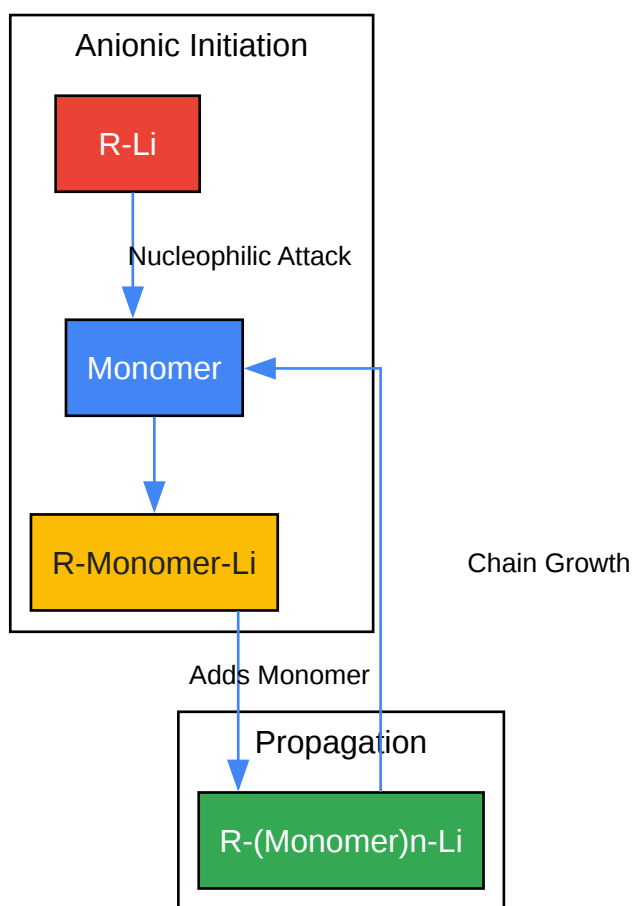 Anionic Initiation
R-Li
Nucleophilic Attack
Monomer
R-Monomer-Li
Chain Growth
Adds Monomer
Propagation
R-(Monomer)n-Li